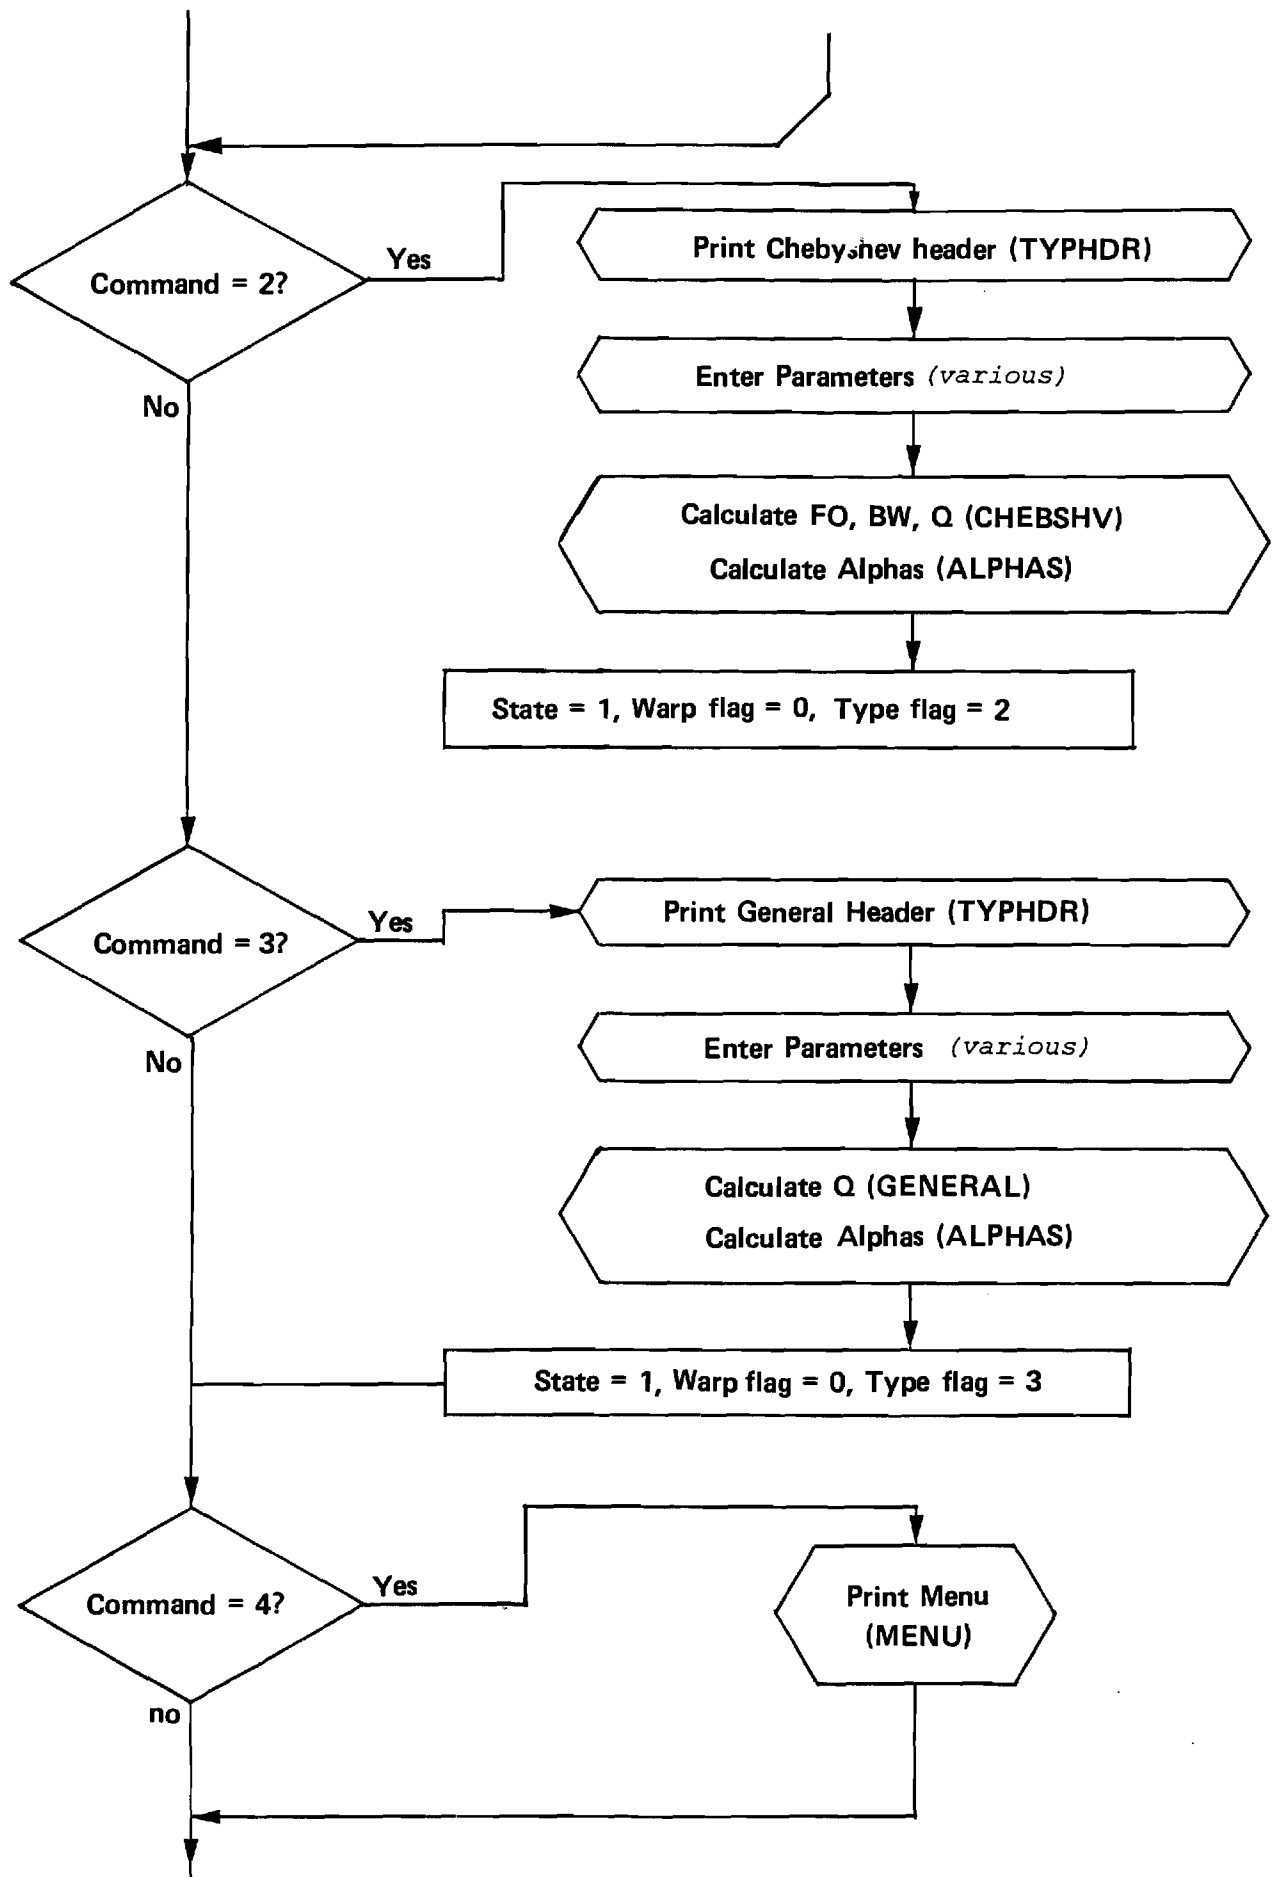 Command = 2?
Yes
No
Print Chebyshev header (TYPHDR)
Enter Parameters (various)
Calculate FO, BW, Q (CHEBSHV)
Calculate Alphas (ALPHAS)
State = 1, Warp flag = 0, Type flag = 2
Command = 3?
Yes
No
Print General Header (TYPHDR)
Enter Parameters (various)
Calculate Q (GENERAL)
Calculate Alphas (ALPHAS)
State = 1, Warp flag = 0, Type flag = 3
Command = 4?
Yes
no
Print Menu
(MENU)